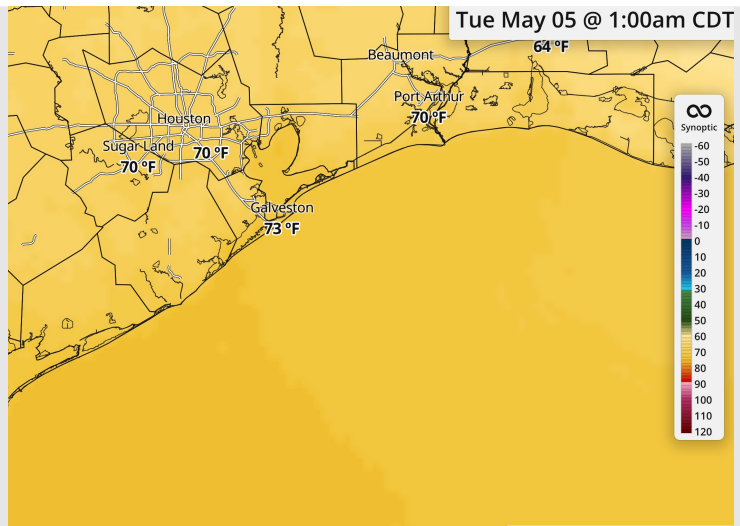 Tue May 05 @ 1:00am CDT
64 °F
Beaumont
Port Arthur
70 °F
Houston
Sugar Land
70 °F
70 °F
Galveston
73 °F
Synoptic
-60
-50
-40
-30
-20
-10
0
10
20
30
40
50
60
70
80
90
100
110
120